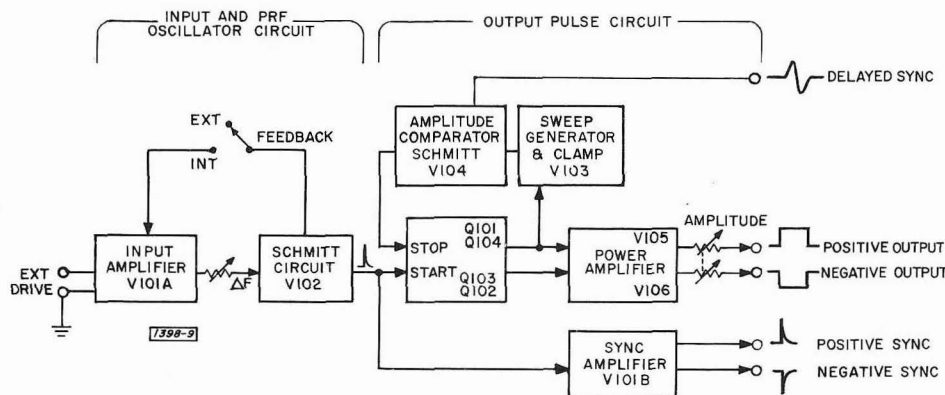 INPUT AND PRF
OSCILLATOR CIRCUIT
OUTPUT PULSE CIRCUIT
DELAYED SYNC
EXT
FEEDBACK
INT
AMPLITUDE
COMPARATOR
SCHMITT
V104
SWEEP
GENERATOR
& CLAMP
V103
EXT
DRIVE
INPUT
AMPLIFIER
V101A
ΔF
SCHMITT
CIRCUIT
V102
STOP
START
Q101
Q104
Q103
Q102
V105
POWER
AMPLIFIER
V106
AMPLITUDE
POSITIVE OUTPUT
NEGATIVE OUTPUT
1398-9
SYNC
AMPLIFIER
V101B
POSITIVE SYNC
NEGATIVE SYNC